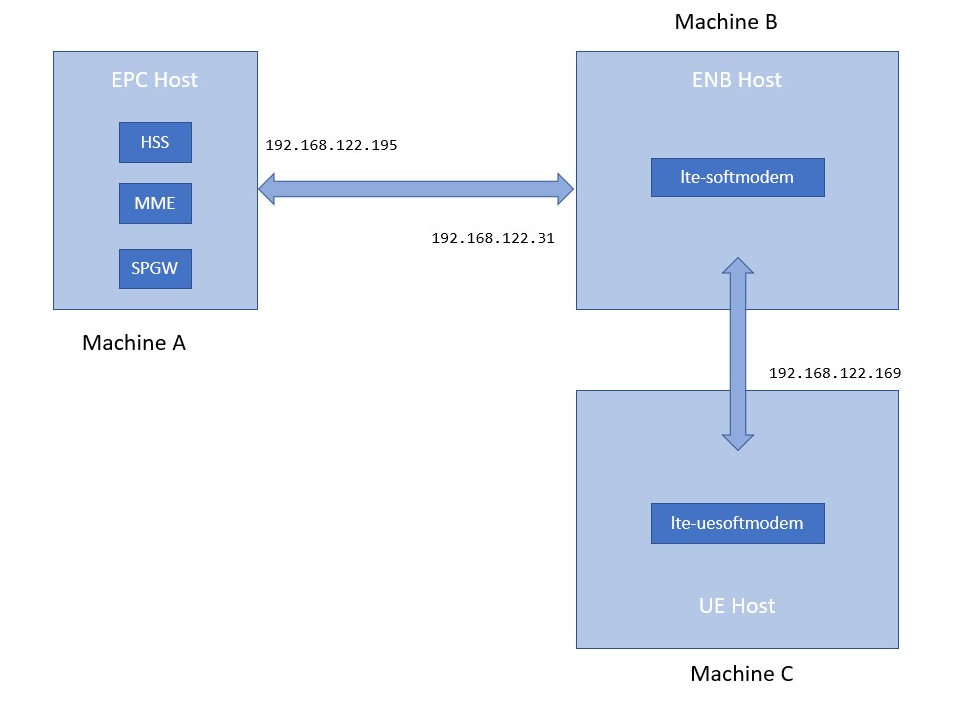 Machine B
EPC Host
ENB Host
HSS
192.168.122.195
lte-softmodem
MME
192.168.122.31
SPGW
Machine A
192.168.122.169
lte-uesoftmodem
UE Host
Machine C